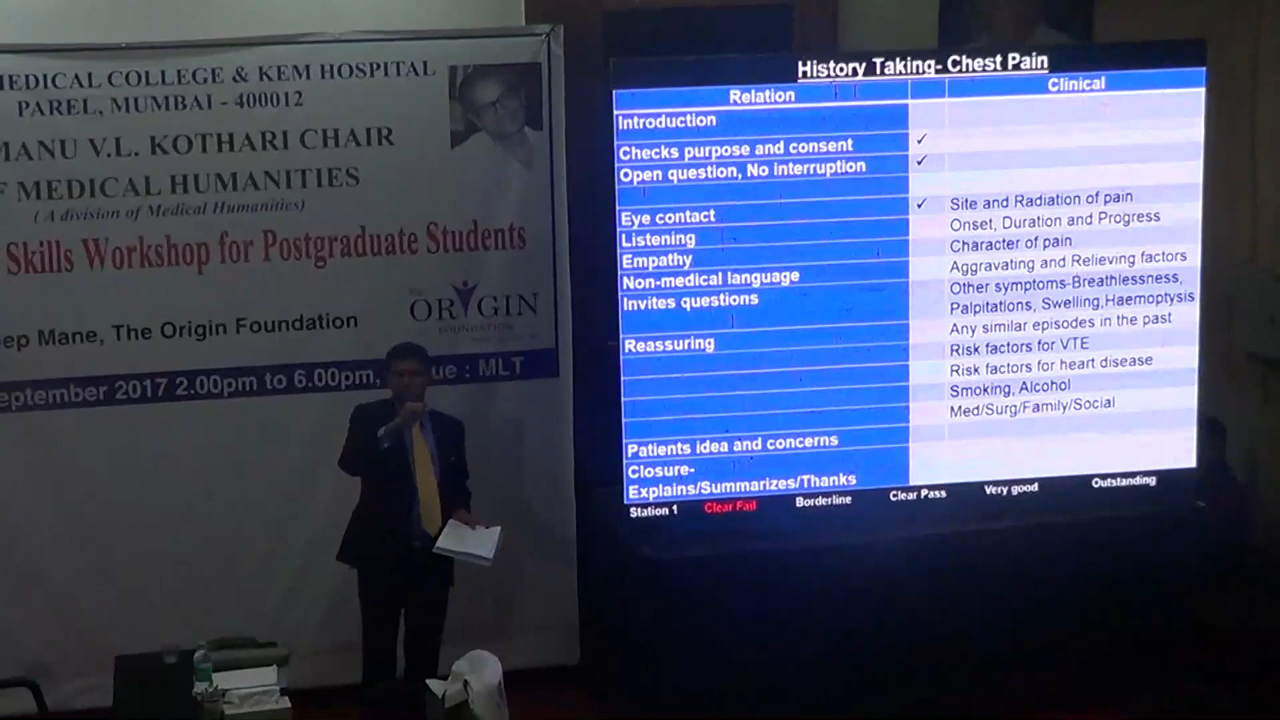 MEDICAL COLLEGE & KEM HOSPITAL
PAREL, MUMBAI - 400012
MANU V.L. KOTHARI CHAIR
F MEDICAL HUMANITIES
( A division of Medical Humanities)
Skills Workshop for Postgraduate Students
ORIGIN
FOUNDATION
eep Mane, The Origin Foundation
eptember 2017 2.00pm to 6.00pm, ue : MLT
History Taking- Chest Pain
Relation
Clinical
Introduction
Checks purpose and consent ✓
Open question, No interruption ✓
Eye contact ✓
Listening
Empathy
Non-medical language
Invites questions
Reassuring
Patients idea and concerns
Closure-
Explains/Summarizes/Thanks
Site and Radiation of pain
Onset, Duration and Progress
Character of pain
Aggravating and Relieving factors
Other symptoms-Breathlessness,
Palpitations, Swelling,Haemoptysis
Any similar episodes in the past
Risk factors for VTE
Risk factors for heart disease
Smoking, Alcohol
Med/Surg/Family/Social
Station 1 Clear Fail Borderline Clear Pass Very good Outstanding